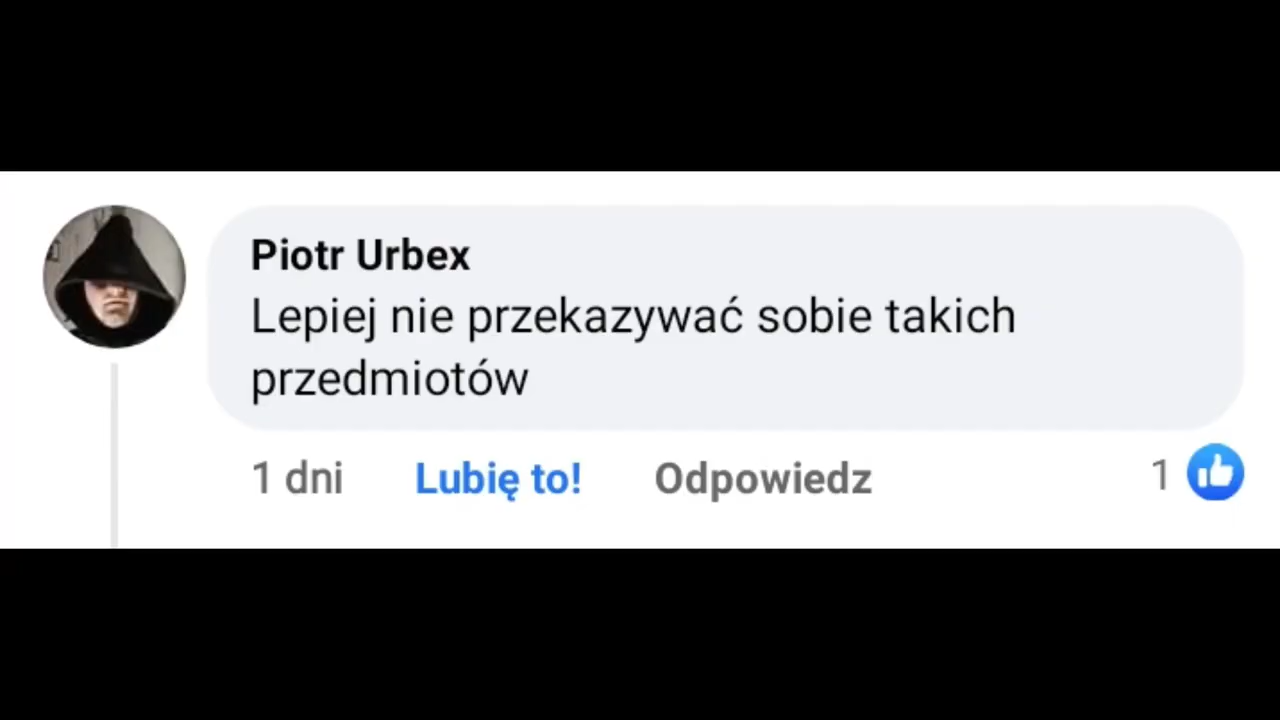 Piotr Urbex
Lepiej nie przekazywać sobie takich
przedmiotów
1 dni Lubię to! Odpowiedz 1